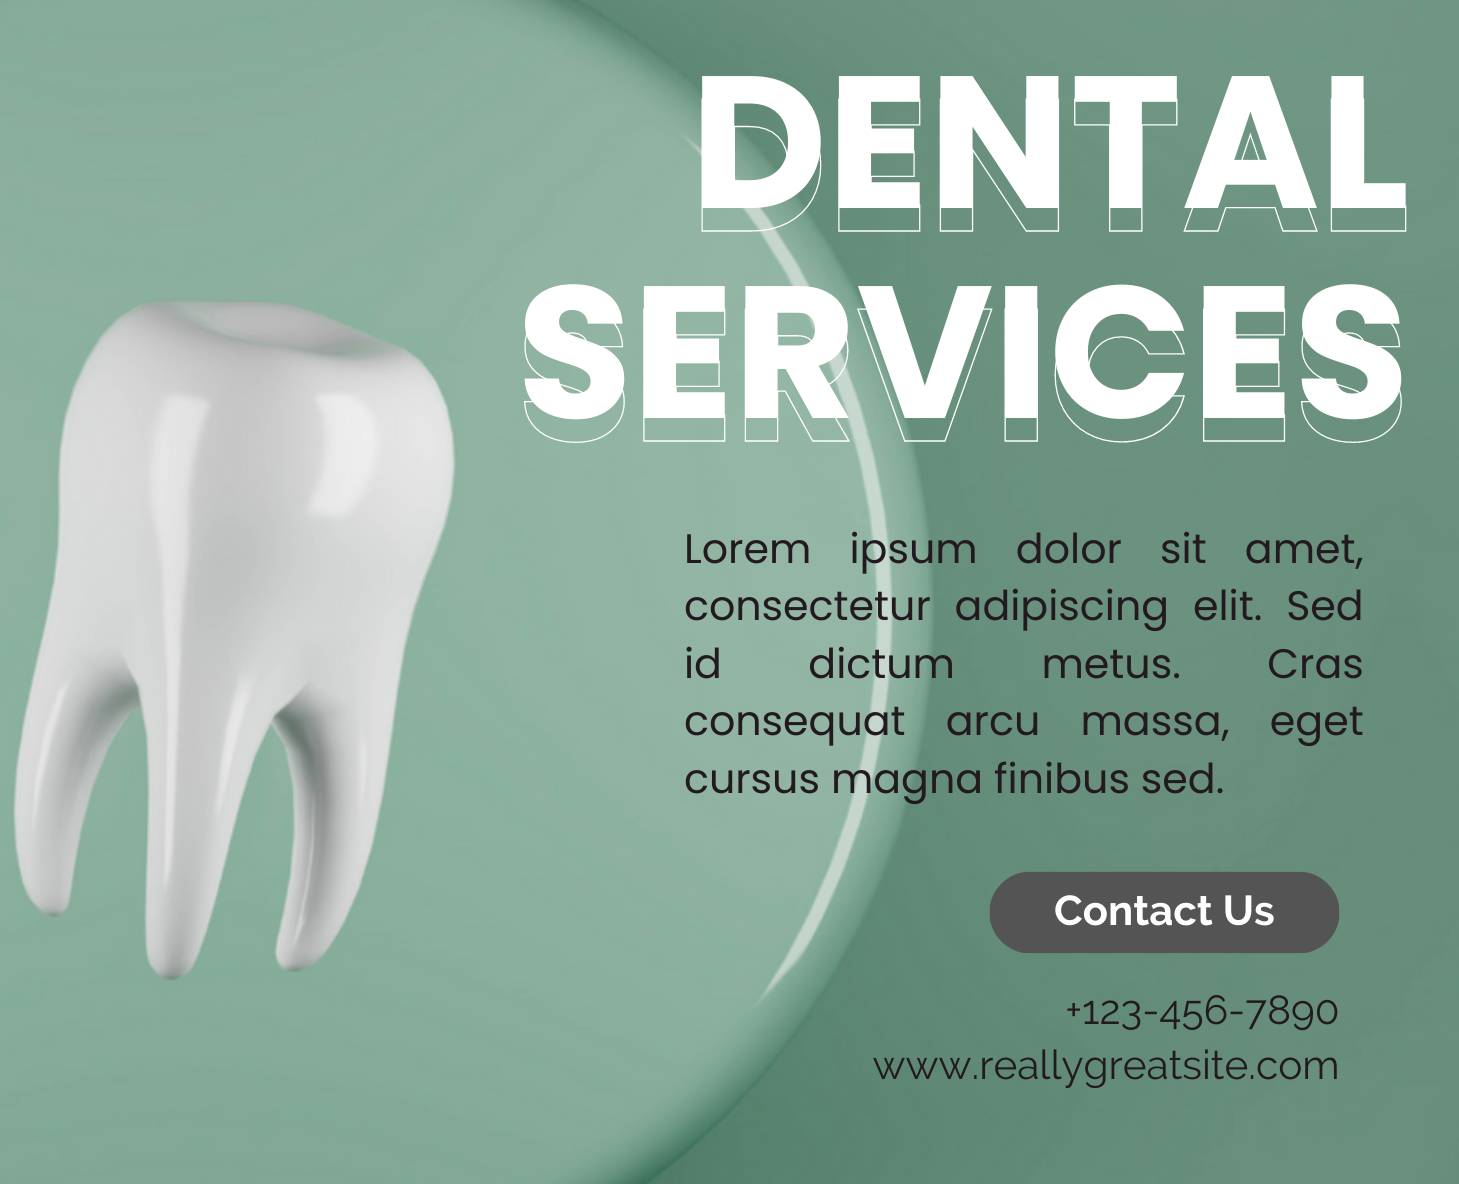 DENTAL
SERVICES
Lorem ipsum dolor sit amet,
consectetur adipiscing elit. Sed
id dictum metus. Cras
consequat arcu massa, eget
cursus magna finibus sed.
Contact Us
+123-456-7890
www.reallygreatsite.com